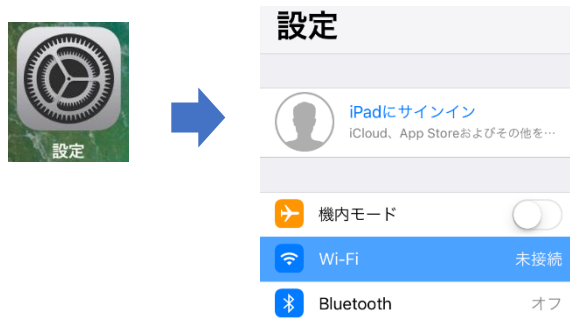 設定
設定
iPadにサインイン
iCloud、App Storeおよびその他を…
機内モード
Wi-Fi 未接続
Bluetooth オフ